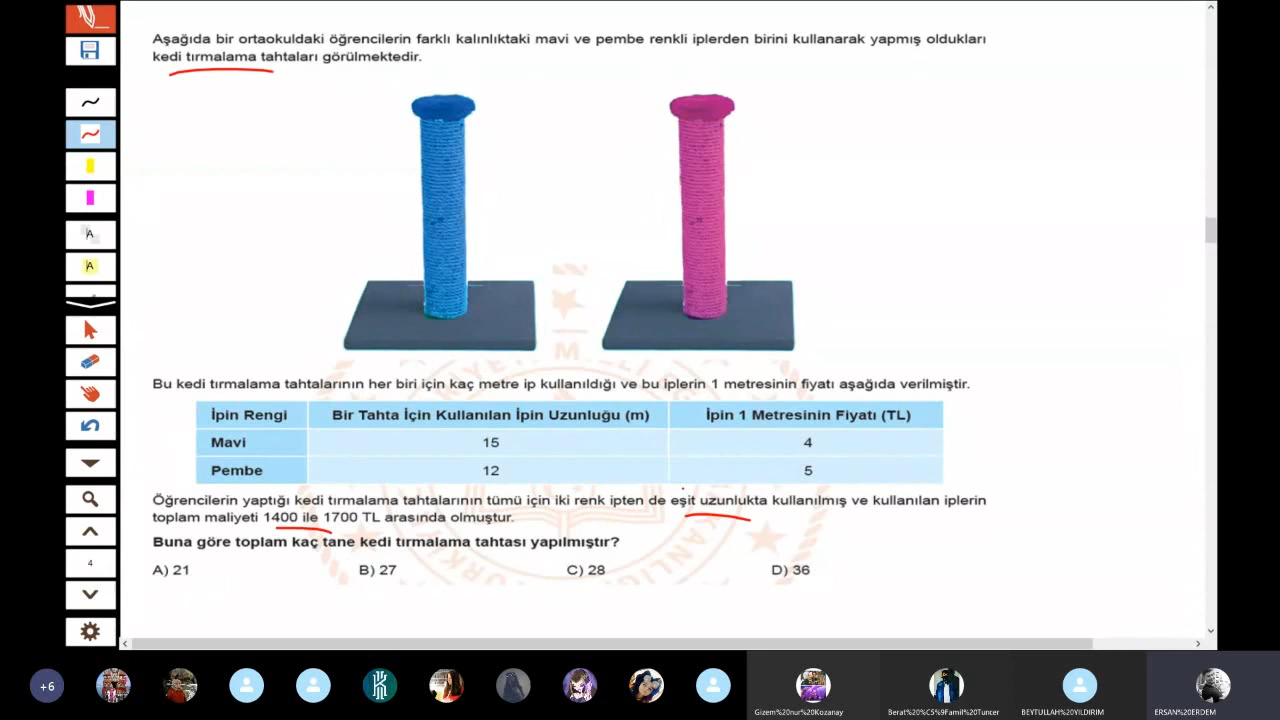 Aşağıda bir ortaokuldaki öğrencilerin farklı kalınlıktaki mavi ve pembe renkli iplerden birini kullanarak yapmış oldukları
kedi tırmalama tahtaları görülmektedir.
Bu kedi tırmalama tahtalarının her biri için kaç metre ip kullanıldığı ve bu iplerin 1 metresinin fiyatı aşağıda verilmiştir.
İpin Rengi Bir Tahta İçin Kullanılan İpin Uzunluğu (m) İpin 1 Metresinin Fiyatı (TL)
Mavi 15 4
Pembe 12 5
Öğrencilerin yaptığı kedi tırmalama tahtalarının tümü için iki renk ipten de eşit uzunlukta kullanılmış ve kullanılan iplerin
toplam maliyeti 1400 ile 1700 TL arasında olmuştur.
Buna göre toplam kaç tane kedi tırmalama tahtası yapılmıştır?
A) 21 B) 27 C) 28 D) 36
A
A
4
+6
Gizem%20nur%20Kozanay
Berat%20%C5%9Famil%20Tuncer
BEYTULLAH%20YILDIRIM
ERSAN%20ERDEM